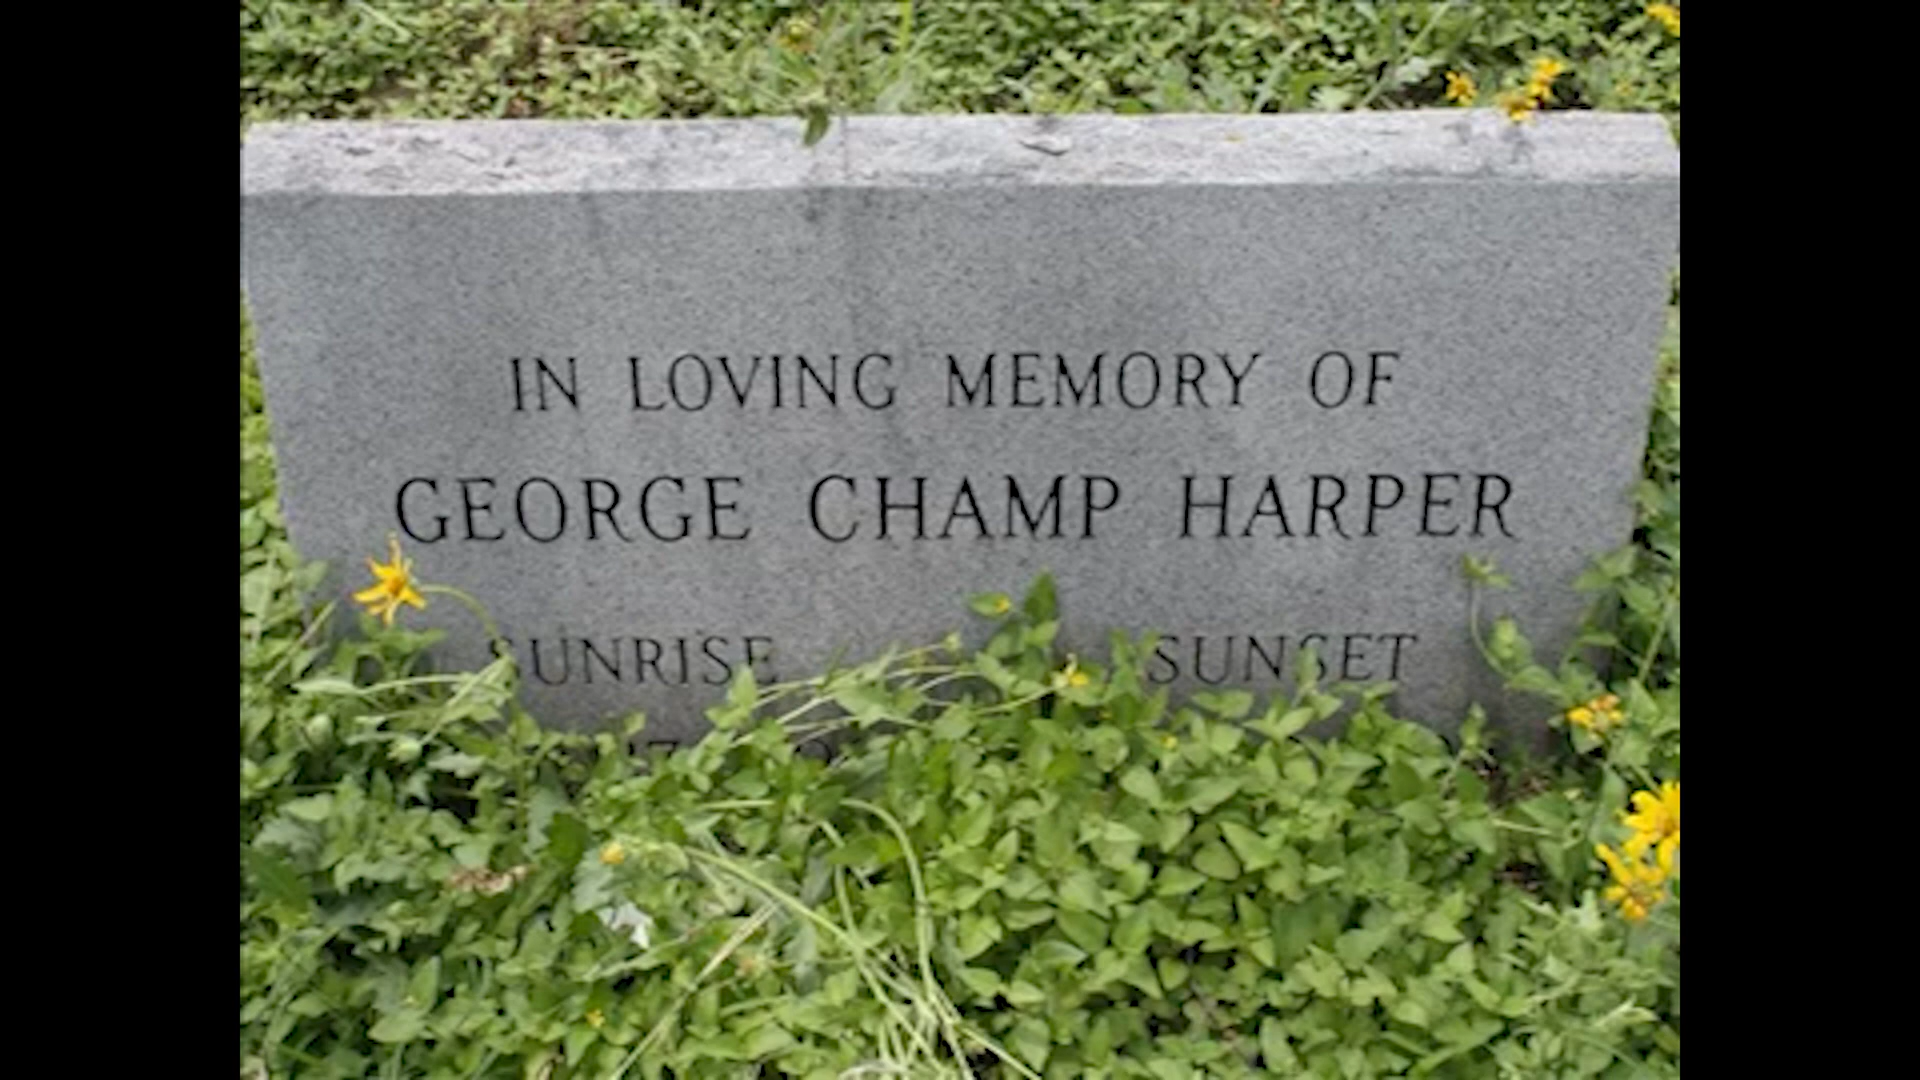 IN LOVING MEMORY OF
GEORGE CHAMP HARPER
SUNRISE SUNSET